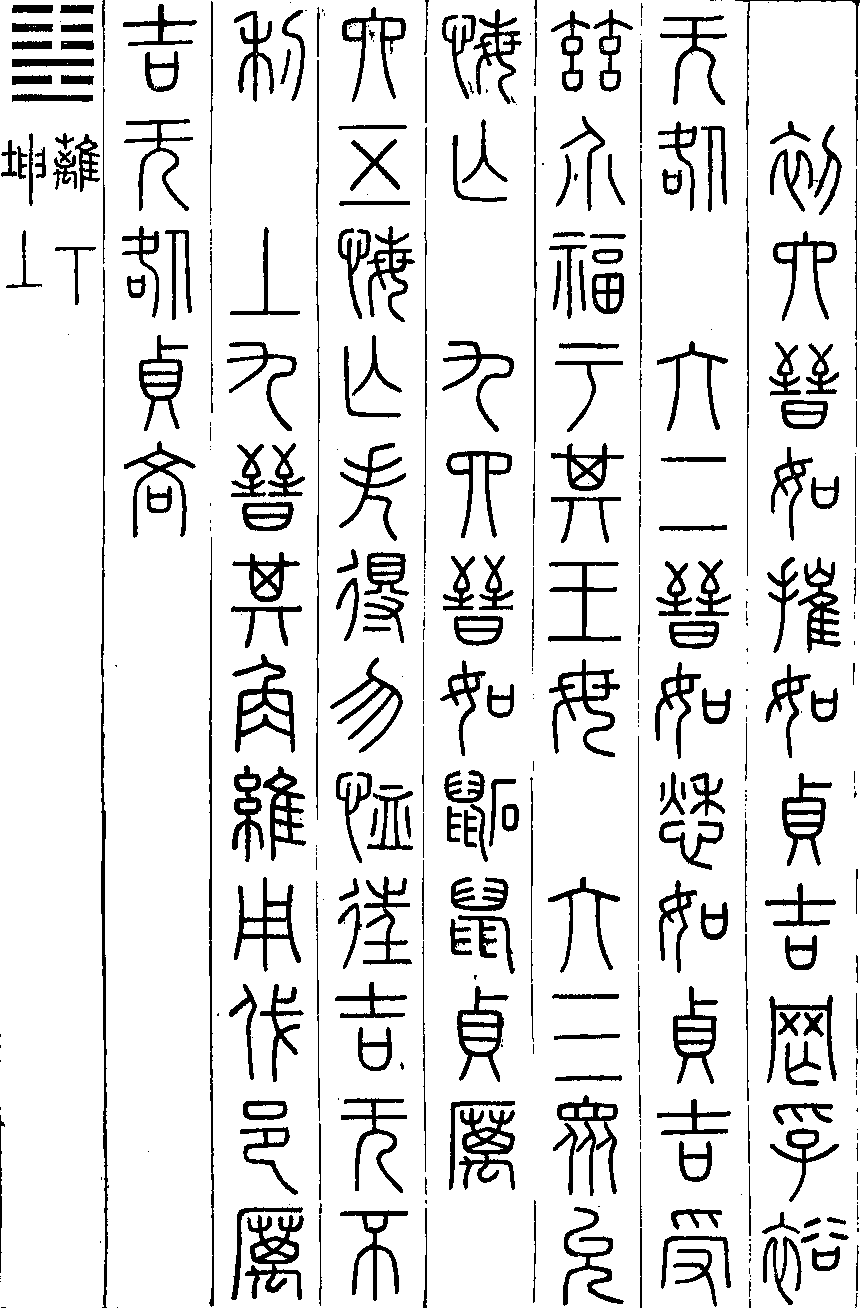 初六晉如摧如貞吉罔孚裕
无咎 六二晉如愁如貞吉受
茲介福于其王母 六三眾允
悔亡 九四晉如鼫鼠貞厲
六五悔亡失得勿恤往吉无不
利 上九晉其角維用伐邑厲
吉无咎貞吝
離下
坤上